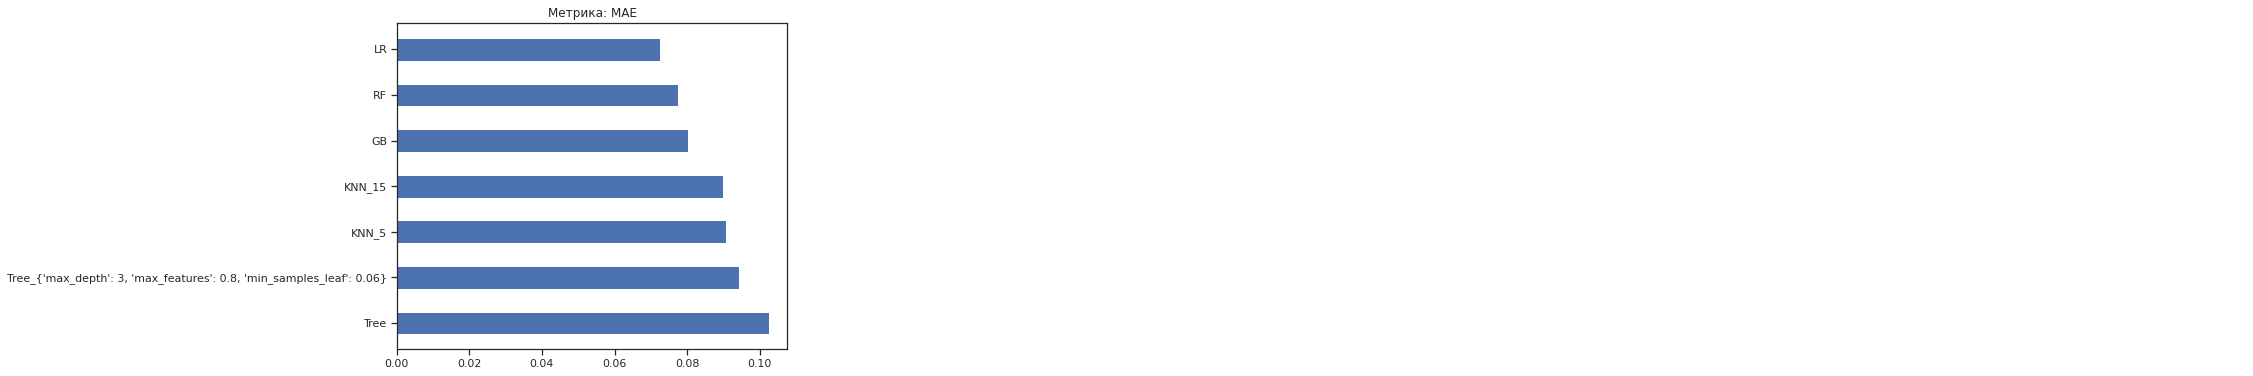 Метрика: MAE
LR
RF
GB
KNN_15
KNN_5
Tree_{'max_depth': 3, 'max_features': 0.8, 'min_samples_leaf': 0.06}
Tree
0.00 0.02 0.04 0.06 0.08 0.10